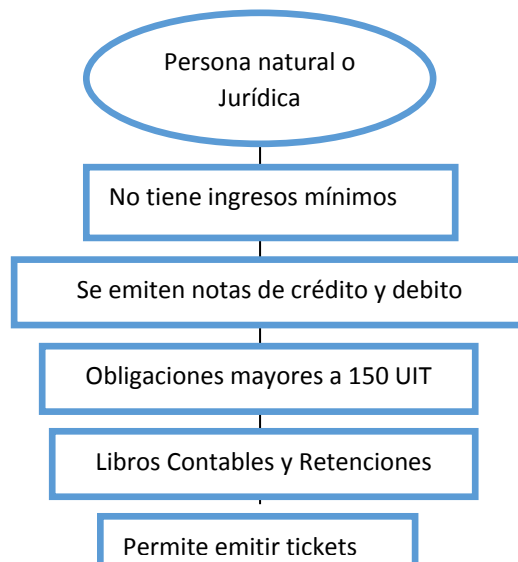 Persona natural o
Jurídica
No tiene ingresos mínimos
Se emiten notas de crédito y debito
Obligaciones mayores a 150 UIT
Libros Contables y Retenciones
Permite emitir tickets